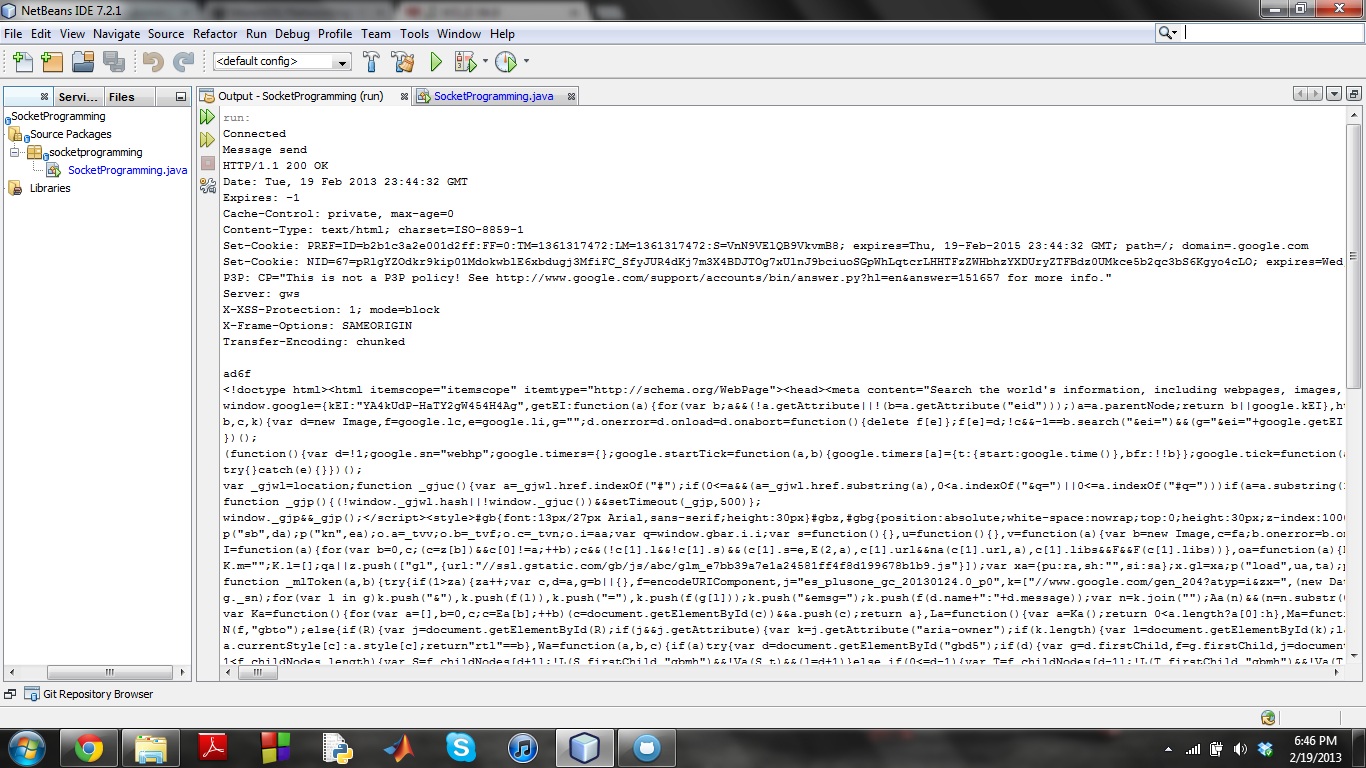 NetBeans IDE 7.2.1
File Edit View Navigate Source Refactor Run Debug Profile Team Tools Window Help
<default config>
Servi... Files
Output - SocketProgramming (run) SocketProgramming.java
SocketProgramming
Source Packages
socketprogramming
SocketProgramming.java
Libraries
run:
Connected
Message send
HTTP/1.1 200 OK
Date: Tue, 19 Feb 2013 23:44:32 GMT
Expires: -1
Cache-Control: private, max-age=0
Content-Type: text/html; charset=ISO-8859-1
Set-Cookie: PREF=ID=b2b1c3a2e001d2ff:FF=0:TM=1361317472:LM=1361317472:S=VnN9VElQB9VkvmB8; expires=Thu, 19-Feb-2015 23:44:32 GMT; path=/; domain=.google.com
Set-Cookie: NID=67=pRlgYZOdkr9kip01MdokwblE6xbdugj3MfiFC_SfyJUR4dKj7m3X4BDJTOg7xUlnJ9bciuoSGpWhLqtcrLHHTFzZWHbhzYXDUryZTFBdz0UMkce5b2qc3bS6Kgyo4cLO; expires=Wed,
P3P: CP="This is not a P3P policy! See http://www.google.com/support/accounts/bin/answer.py?hl=en&answer=151657 for more info."
Server: gws
X-XSS-Protection: 1; mode=block
X-Frame-Options: SAMEORIGIN
Transfer-Encoding: chunked
ad6f
<!doctype html><html itemscope="itemscope" itemtype="http://schema.org/WebPage"><head><meta content="Search the world's information, including webpages, images,
window.google={kEI:"YA4kUdP-HaTY2gW454H4Ag",getEI:function(a){for(var b;a&&(!a.getAttribute||!(b=a.getAttribute("eid")));)a=a.parentNode;return b||google.kEI},h
b,c,k){var d=new Image,f=google.lc,e=google.li,g="";d.onerror=d.onload=d.onabort=function(){delete f[e]};f[e]=d;!c&&-1==b.search("&ei=")&&(g="&ei="+google.getEI
})();
(function(){var d=!1;google.sn="webhp";google.timers={};google.startTick=function(a,b){google.timers[a]={t:{start:google.time()},bfr:!!b}};google.tick=function(
try{}catch(e){}})();
var _gjwl=location;function _gjuc(){var a=_gjwl.href.indexOf("#");if(0<=a&&(a=_gjwl.href.substring(a),0<a.indexOf("&q=")||0<=a.indexOf("#q=")))if(a=a.substring(
function _gjp(){(!window._gjwl.hash||!window._gjuc())&&setTimeout(_gjp,500)};
window._gjp&&_gjp();</script><style>#gb{font:13px/27px Arial,sans-serif;height:30px}#gbz,#gbg{position:absolute;white-space:nowrap;top:0;height:30px;z-index:100
p("sb",da);p("kn",ea);o.a=_tvv;o.b=_tvf;o.c=_tvn;o.i=aa;var q=window.gbar.i.i;var s=function(){},u=function(){},v=function(a){var b=new Image,c=fa;b.onerror=b.on
I=function(a){for(var b=0,c;(c=z[b])&&c[0]!=a;++b);c&&(!c[1].l&&!c[1].s)&&(c[1].s=e,E(2,a),c[1].url&&na(c[1].url,a),c[1].libs&&F&&F(c[1].libs))},oa=function(a){
K.m="";K.l=[];qa||z.push(["gl",{url:"//ssl.gstatic.com/gb/js/abc/glm_e7bb39a7e1a24581ff4f8d199678b1b9.js"}]);var xa={pu:ra,sh:"",si:sa};x.gl=xa;p("load",ua,ta);p
function _mlToken(a,b){try{if(1>za){za++;var c,d=a,g=b||{},f=encodeURIComponent,j="es_plusone_gc_20130124.0_p0",k=["//www.google.com/gen_204?atyp=i&zx=",(new Da
g._sn);for(var l in g)k.push("&"),k.push(f(l)),k.push("="),k.push(f(g[l]));k.push("&emsg=");k.push(f(d.name+":"+d.message));var n=k.join("");Aa(n)&&(n=n.substr(
var Ka=function(){for(var a=[],b=0,c;c=Ea[b];++b)(c=document.getElementById(c))&&a.push(c);return a},La=function(){var a=Ka();return 0<a.length?a[0]:h},Ma=functi
N(f,"gbto");else{if(R){var j=document.getElementById(R);if(j&&j.getAttribute){var k=j.getAttribute("aria-owner");if(k.length){var l=document.getElementById(k);l
a.currentStyle[c]:a.style[c];return"rtl"==b},Wa=function(a,b,c){if(a)try{var d=document.getElementById("gbd5");if(d){var g=d.firstChild,f=g.firstChild,j=documen
Git Repository Browser
6:46 PM
2/19/2013